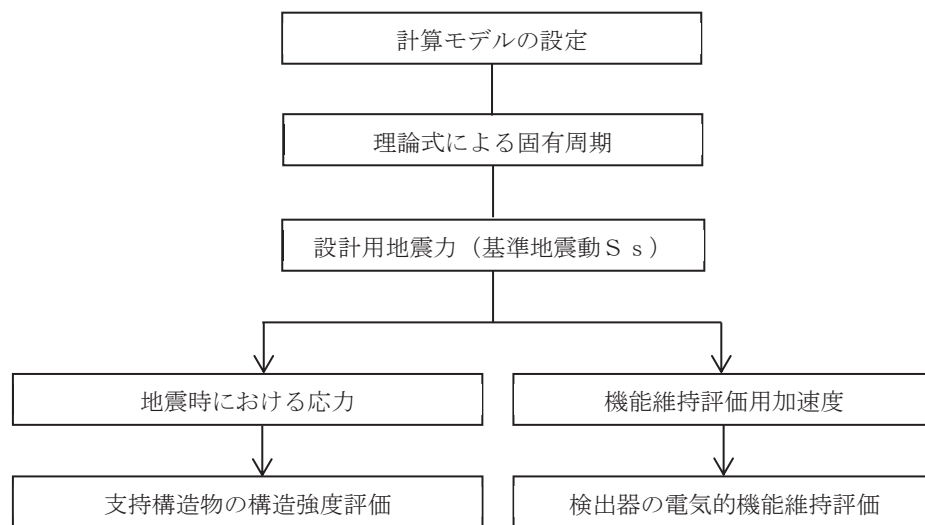 計算モデルの設定
理論式による固有周期
設計用地震力（基準地震動Ｓｓ）
地震時における応力
機能維持評価用加速度
支持構造物の構造強度評価
検出器の電気的機能維持評価